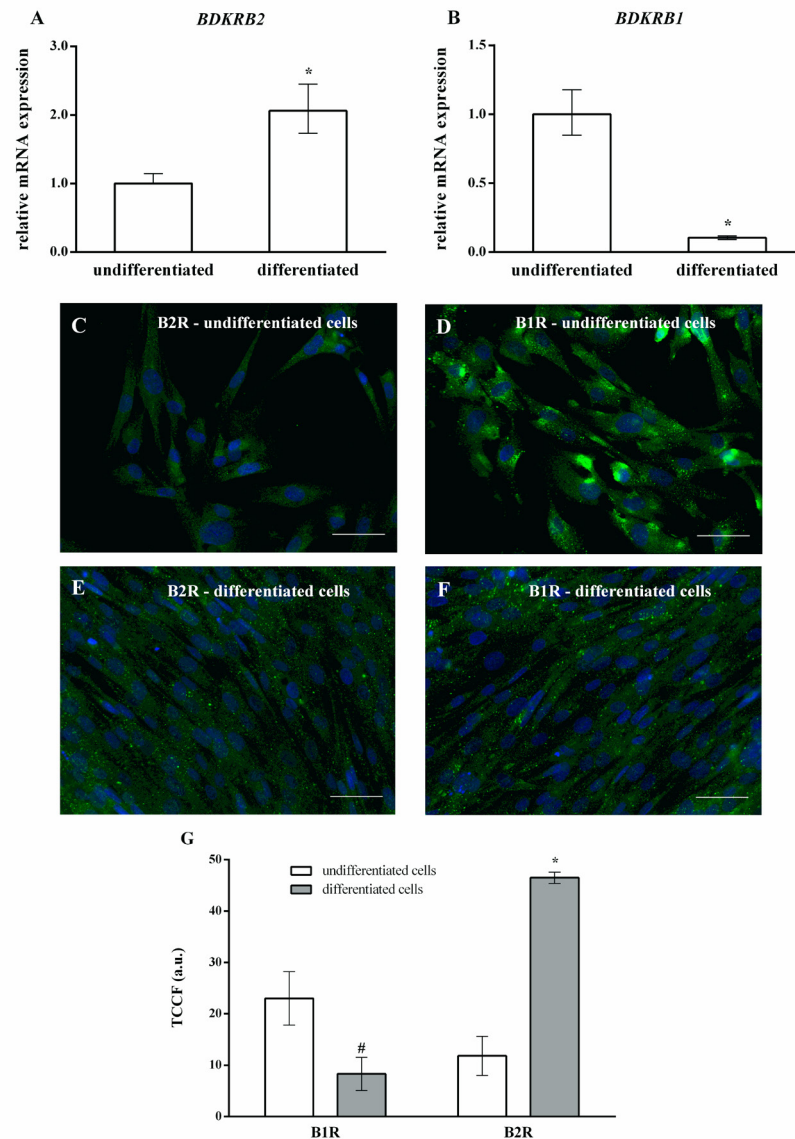 A
BDKRB2
relative mRNA expression
3.0
2.0
1.0
0.0
*
undifferentiated
differentiated
B
BDKRB1
relative mRNA expression
1.5
1.0
0.5
0.0
*
undifferentiated
differentiated
C
B2R - undifferentiated cells
D
B1R - undifferentiated cells
E
B2R - differentiated cells
F
B1R - differentiated cells
G
undifferentiated cells
differentiated cells
TCCF (a.u.)
50
40
30
20
10
0
#
*
B1R
B2R